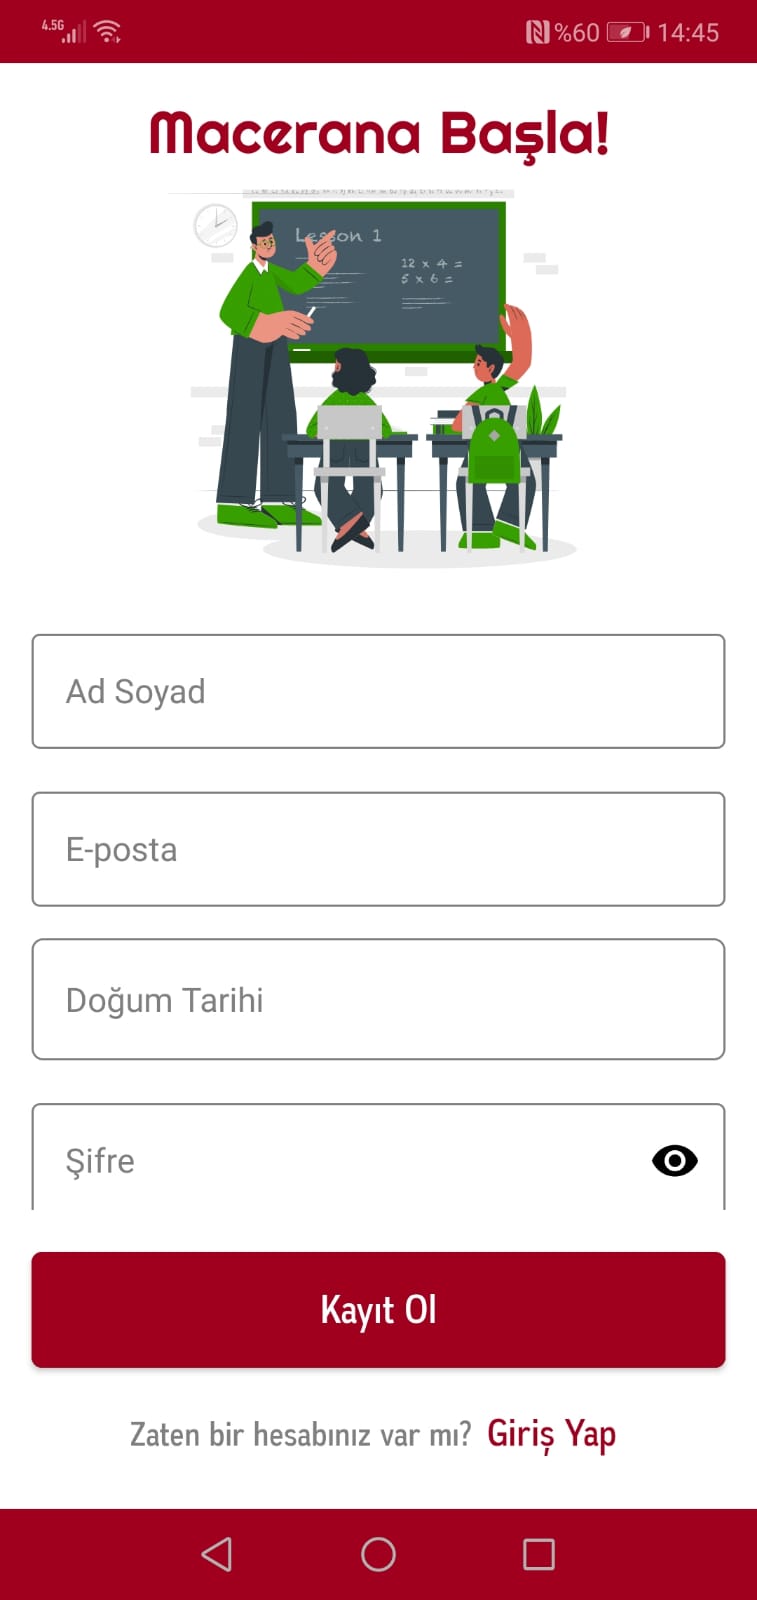 4.5G %60 14:45
Macerana Başla!
Lesson 1
12 x 4 =
5 x 6 =
Ad Soyad
E-posta
Doğum Tarihi
Şifre
Kayıt Ol
Zaten bir hesabınız var mı? Giriş Yap